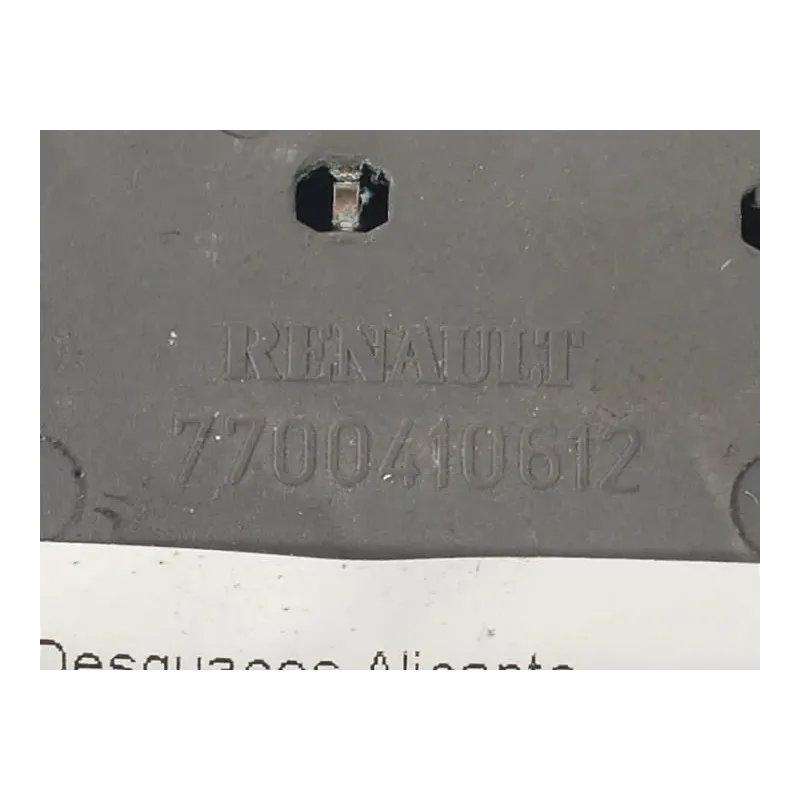 RENAULT
7700410612
Desguaces Alicante